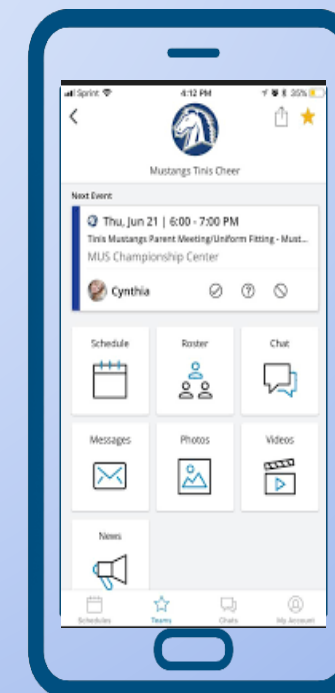 Sprint 4:12 PM 35%
Mustangs Tinis Cheer
Next Event
Thu, Jun 21 | 6:00 - 7:00 PM
Tinis Mustangs Parent Meeting/Uniform Fitting - Must...
MUS Championship Center
Cynthia
Schedule Roster Chat
Messages Photos Videos
News
Schedules Teams Chats My Account